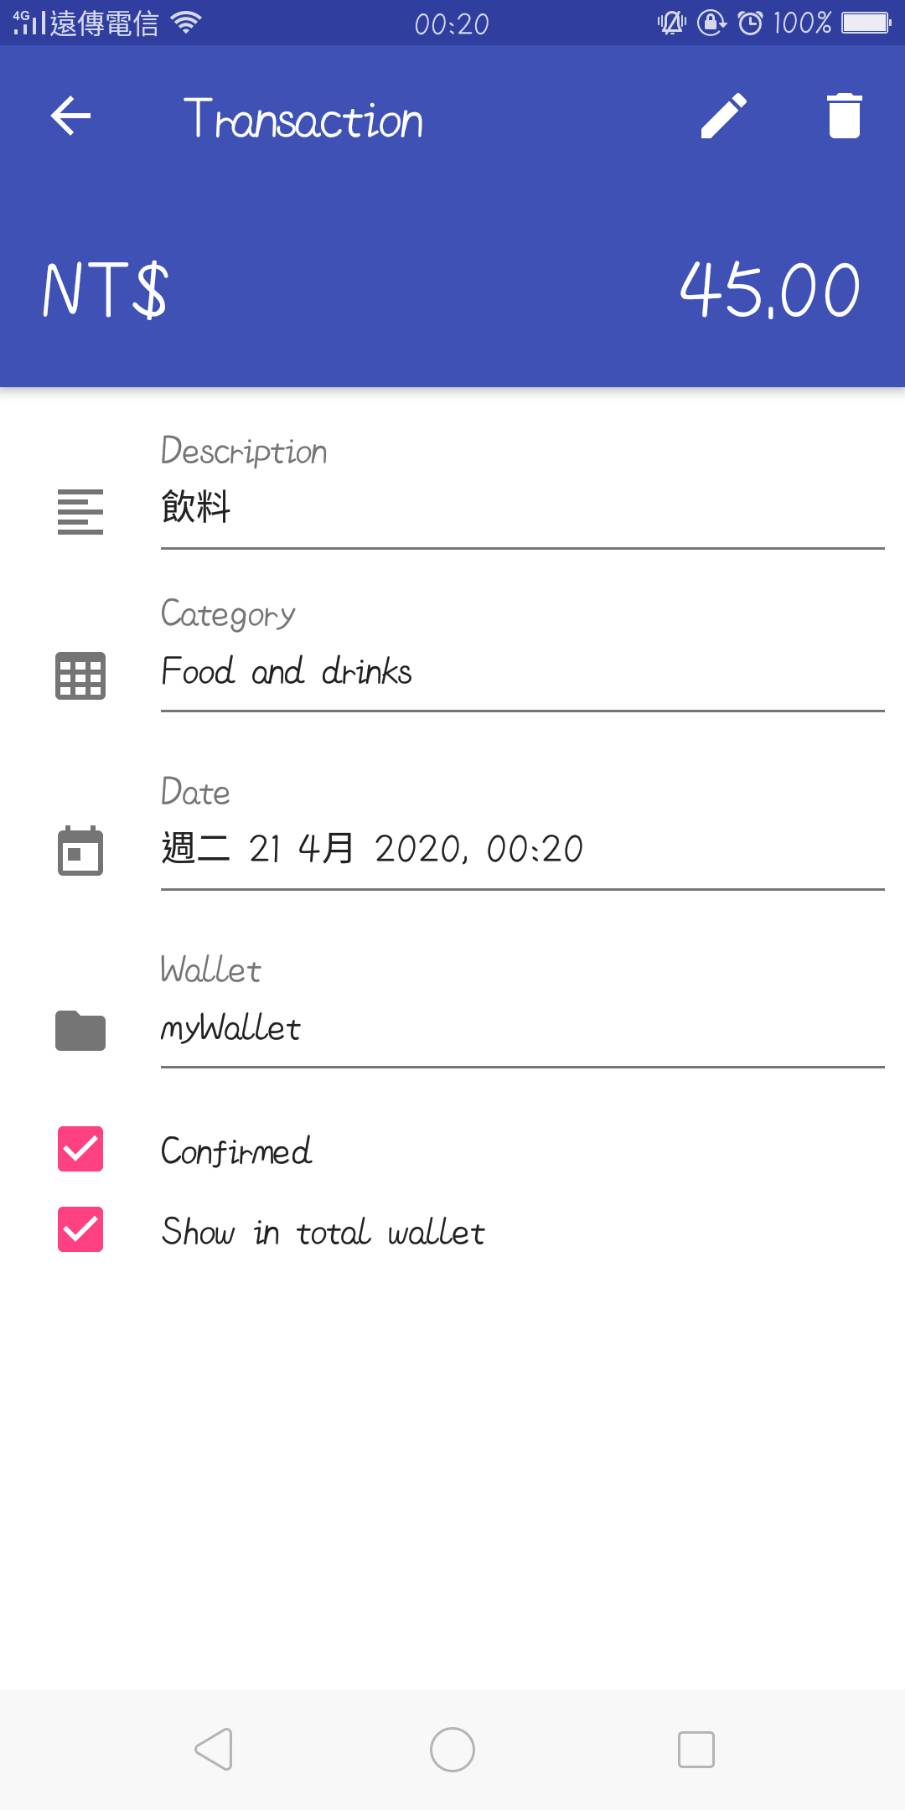 4G 遠傳電信 00:20 100%
Transaction
NT$ 45.00
Description
飲料
Category
Food and drinks
Date
週二 21 4月 2020, 00:20
Wallet
myWallet
Confirmed
Show in total wallet